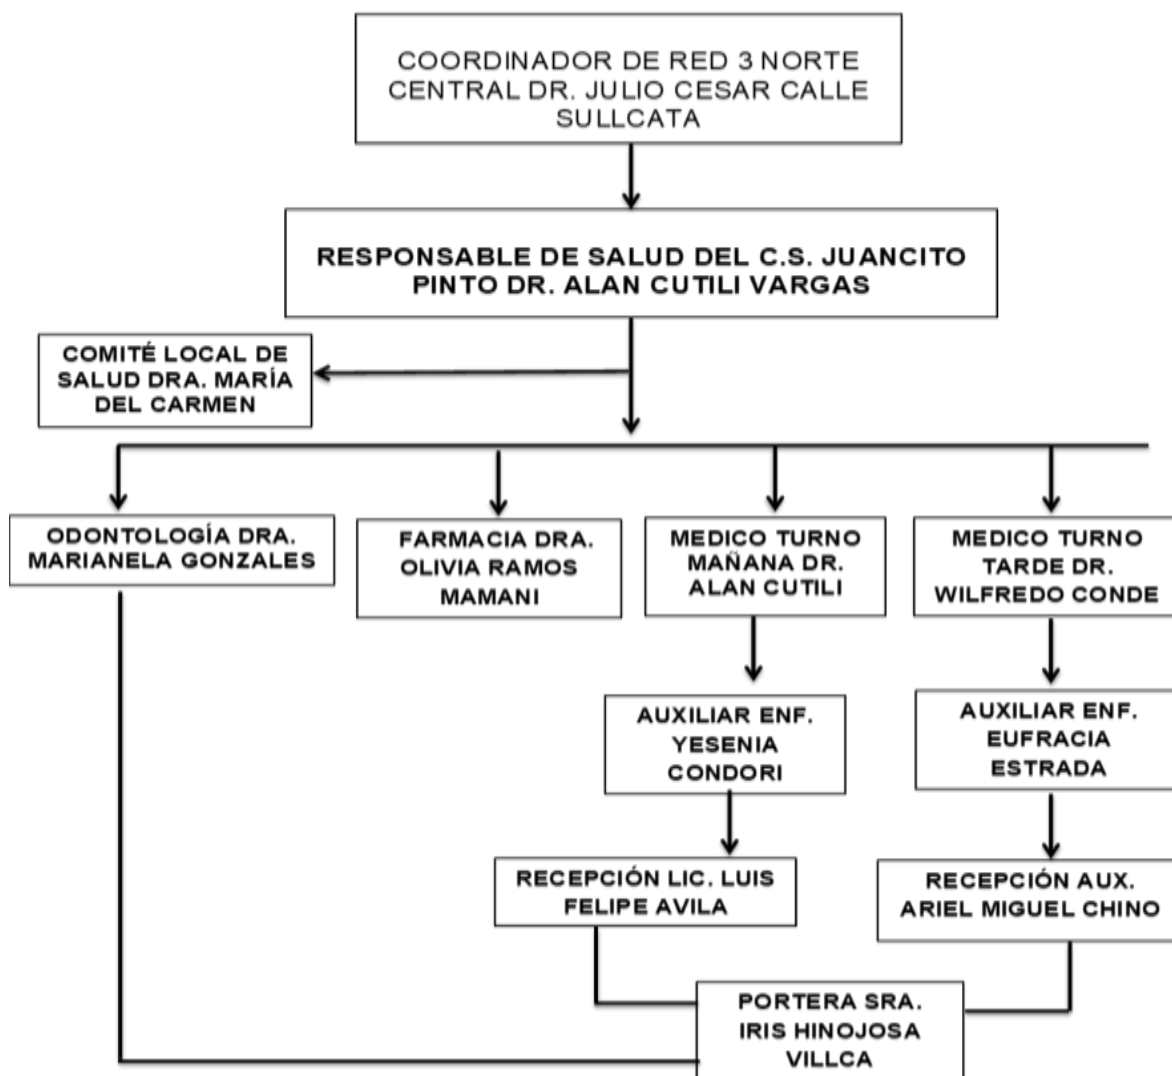 COORDINADOR DE RED 3 NORTE
CENTRAL DR. JULIO CESAR CALLE
SULLCATA
RESPONSABLE DE SALUD DEL C.S. JUANCITO
PINTO DR. ALAN CUTILI VARGAS
COMITÉ LOCAL DE
SALUD DRA. MARÍA
DEL CARMEN
ODONTOLOGÍA DRA.
MARIANELA GONZALES
FARMACIA DRA.
OLIVIA RAMOS
MAMANI
MEDICO TURNO
MAÑANA DR.
ALAN CUTILI
MEDICO TURNO
TARDE DR.
WILFREDO CONDE
AUXILIAR ENF.
YESENIA
CONDORI
AUXILIAR ENF.
EUFRACIA
ESTRADA
RECEPCIÓN LIC. LUIS
FELIPE AVILA
RECEPCIÓN AUX.
ARIEL MIGUEL CHINO
PORTERA SRA.
IRIS HINOJOSA
VILLCA